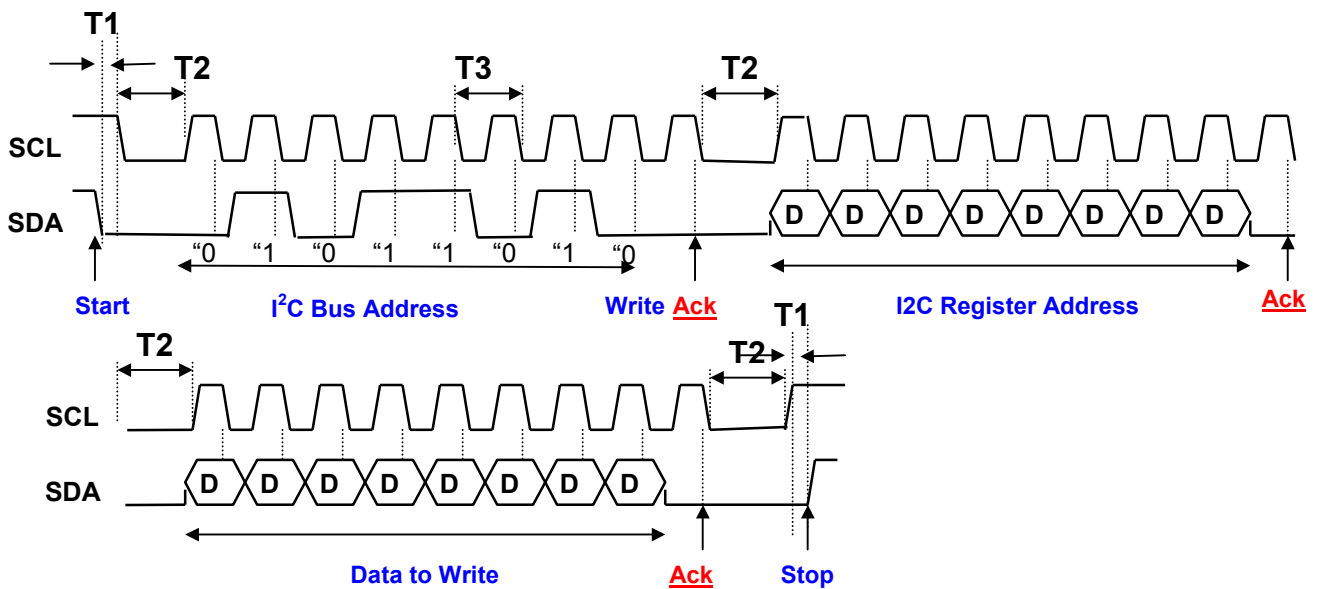 T1
T2 T3 T2
SCL
SDA D D D D D D D D
“0 “1 “0 “1 “1 “0 “1 “0
Start I²C Bus Address Write Ack I2C Register Address Ack
T1
T2 T2
SCL
SDA D D D D D D D D
Data to Write Ack Stop